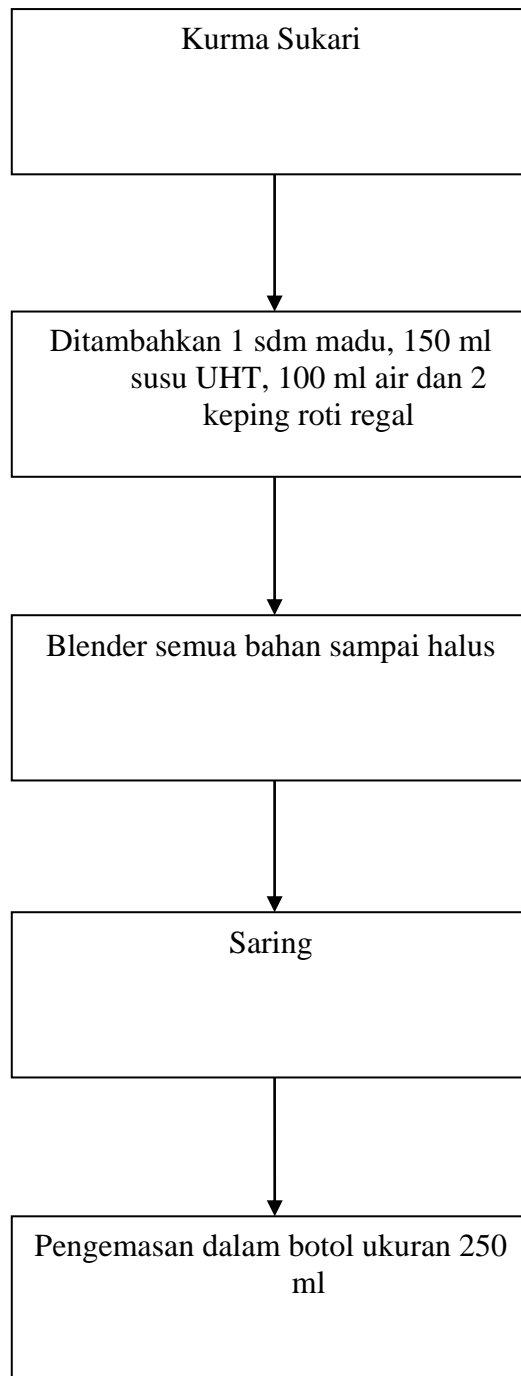 Kurma Sukari
Ditambahkan 1 sdm madu, 150 ml
susu UHT, 100 ml air dan 2
keping roti regal
Blender semua bahan sampai halus
Saring
Pengemasan dalam botol ukuran 250
ml